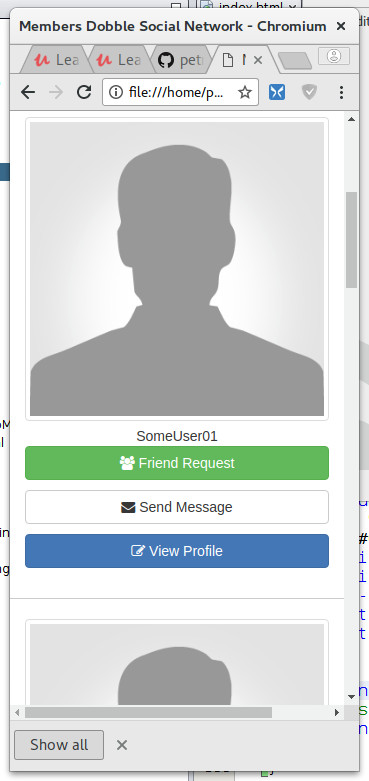 index.html
Members Dobble Social Network - Chromium
Lea
Lea
pet
N
file:///home/p...
SomeUser01
Friend Request
Send Message
View Profile
Show all